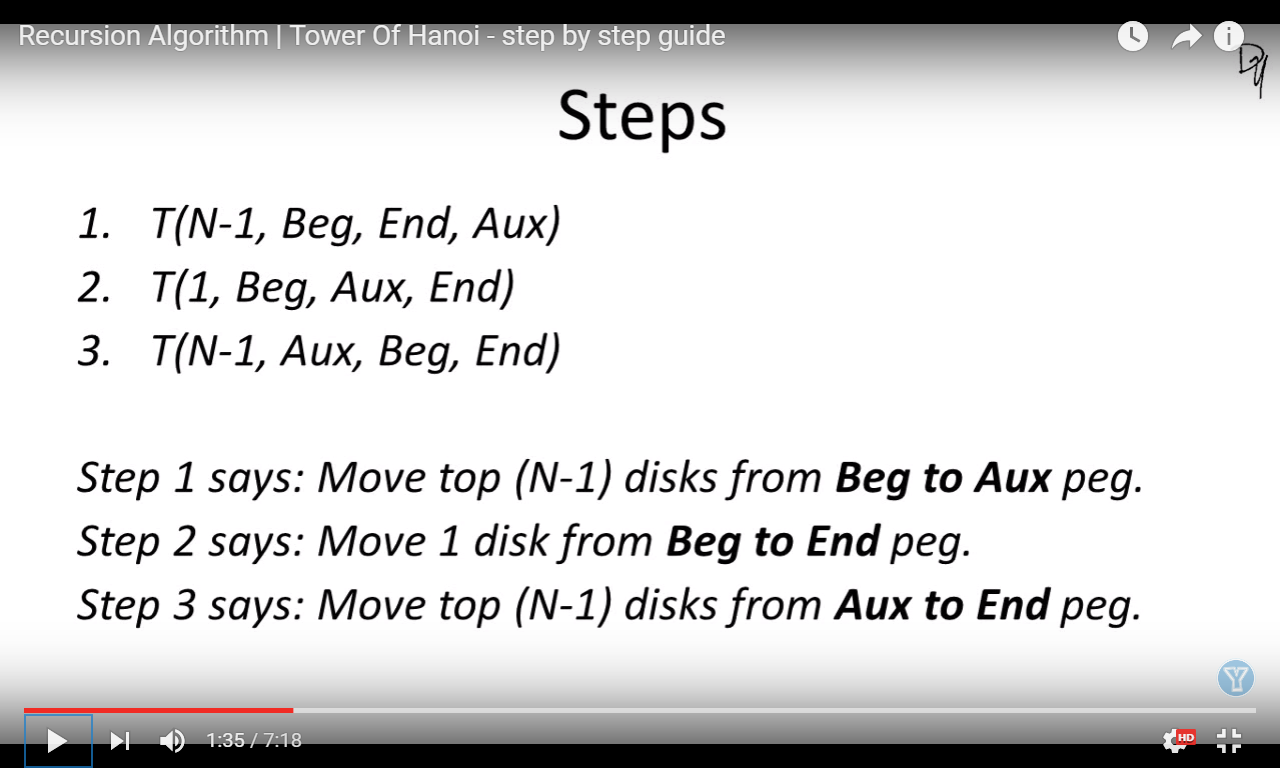 Recursion Algorithm | Tower Of Hanoi - step by step guide
Steps
1. T(N-1, Beg, End, Aux)
2. T(1, Beg, Aux, End)
3. T(N-1, Aux, Beg, End)
Step 1 says: Move top (N-1) disks from Beg to Aux peg.
Step 2 says: Move 1 disk from Beg to End peg.
Step 3 says: Move top (N-1) disks from Aux to End peg.
Y
1:35 / 7:18
HD